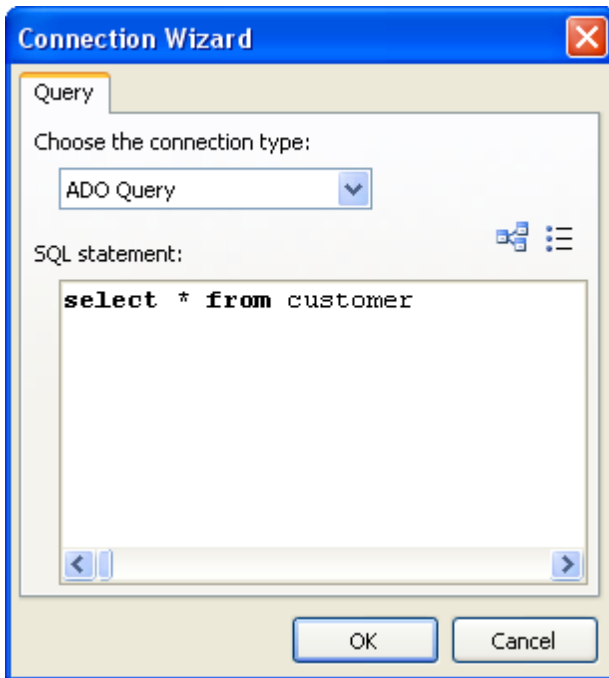 Connection Wizard
Query
Choose the connection type:
ADO Query
SQL statement:
select * from customer
OK
Cancel